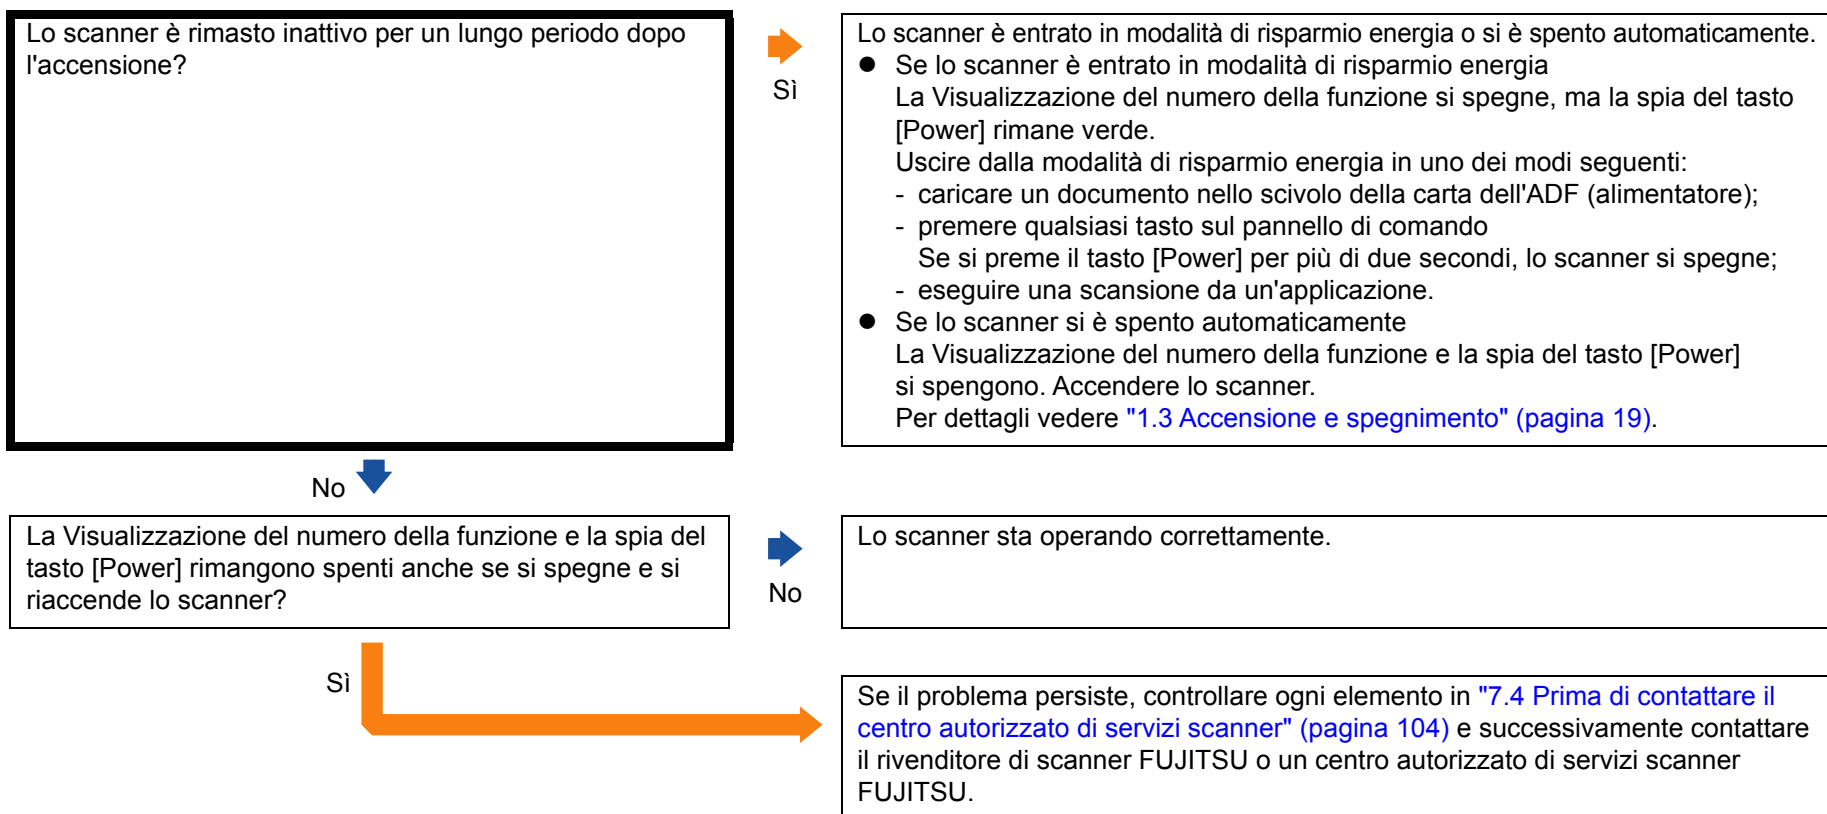 Lo scanner è rimasto inattivo per un lungo periodo dopo
l'accensione?
Sì
Lo scanner è entrato in modalità di risparmio energia o si è spento automaticamente.
● Se lo scanner è entrato in modalità di risparmio energia
La Visualizzazione del numero della funzione si spegne, ma la spia del tasto
[Power] rimane verde.
Uscire dalla modalità di risparmio energia in uno dei modi seguenti:
- caricare un documento nello scivolo della carta dell'ADF (alimentatore);
- premere qualsiasi tasto sul pannello di comando
Se si preme il tasto [Power] per più di due secondi, lo scanner si spegne;
- eseguire una scansione da un'applicazione.
● Se lo scanner si è spento automaticamente
La Visualizzazione del numero della funzione e la spia del tasto [Power]
si spengono. Accendere lo scanner.
Per dettagli vedere "1.3 Accensione e spegnimento" (pagina 19).
No
La Visualizzazione del numero della funzione e la spia del
tasto [Power] rimangono spenti anche se si spegne e si
riaccende lo scanner?
No
Lo scanner sta operando correttamente.
Sì
Se il problema persiste, controllare ogni elemento in "7.4 Prima di contattare il
centro autorizzato di servizi scanner" (pagina 104) e successivamente contattare
il rivenditore di scanner FUJITSU o un centro autorizzato di servizi scanner
FUJITSU.